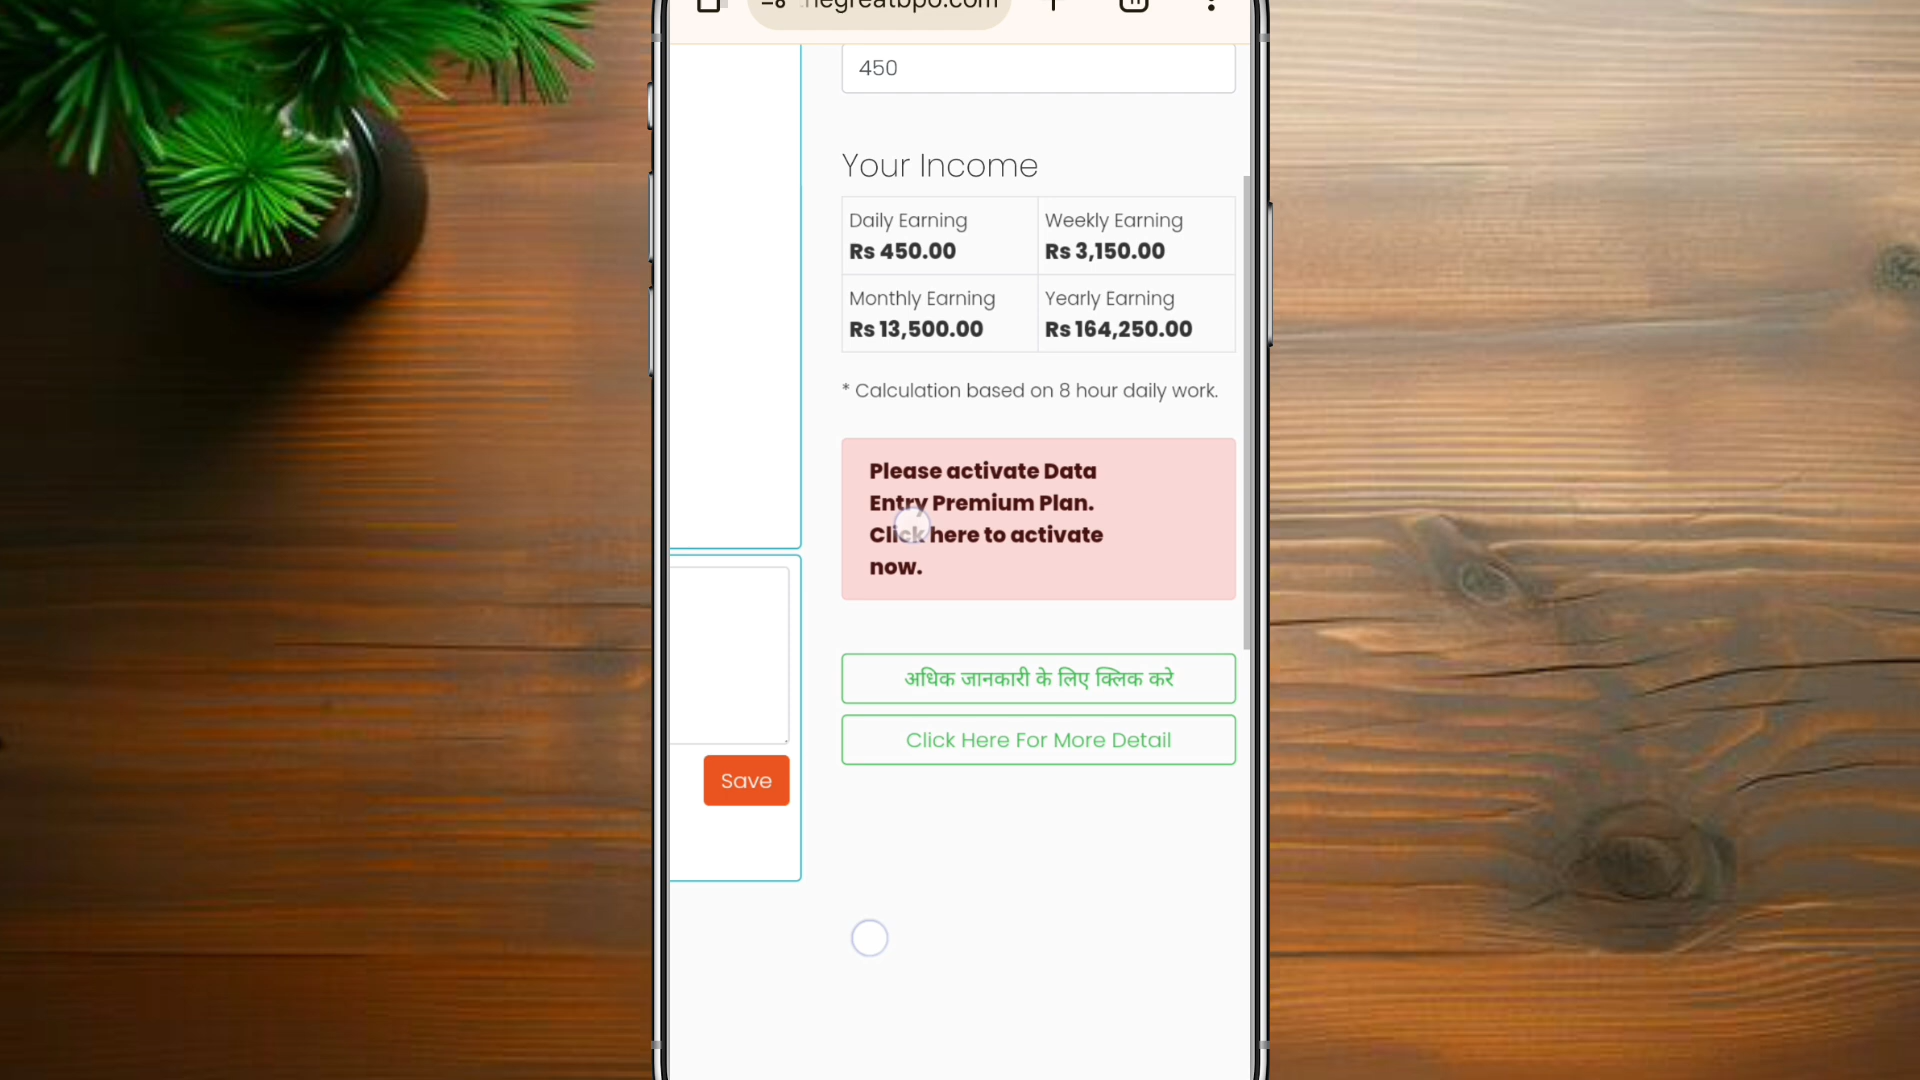 negreatbpo.com
450
Your Income
Daily Earning
Rs 450.00
Weekly Earning
Rs 3,150.00
Monthly Earning
Rs 13,500.00
Yearly Earning
Rs 164,250.00
* Calculation based on 8 hour daily work.
Please activate Data
Entry Premium Plan.
Click here to activate
now.
अधिक जानकारी के लिए क्लिक करे
Click Here For More Detail
Save